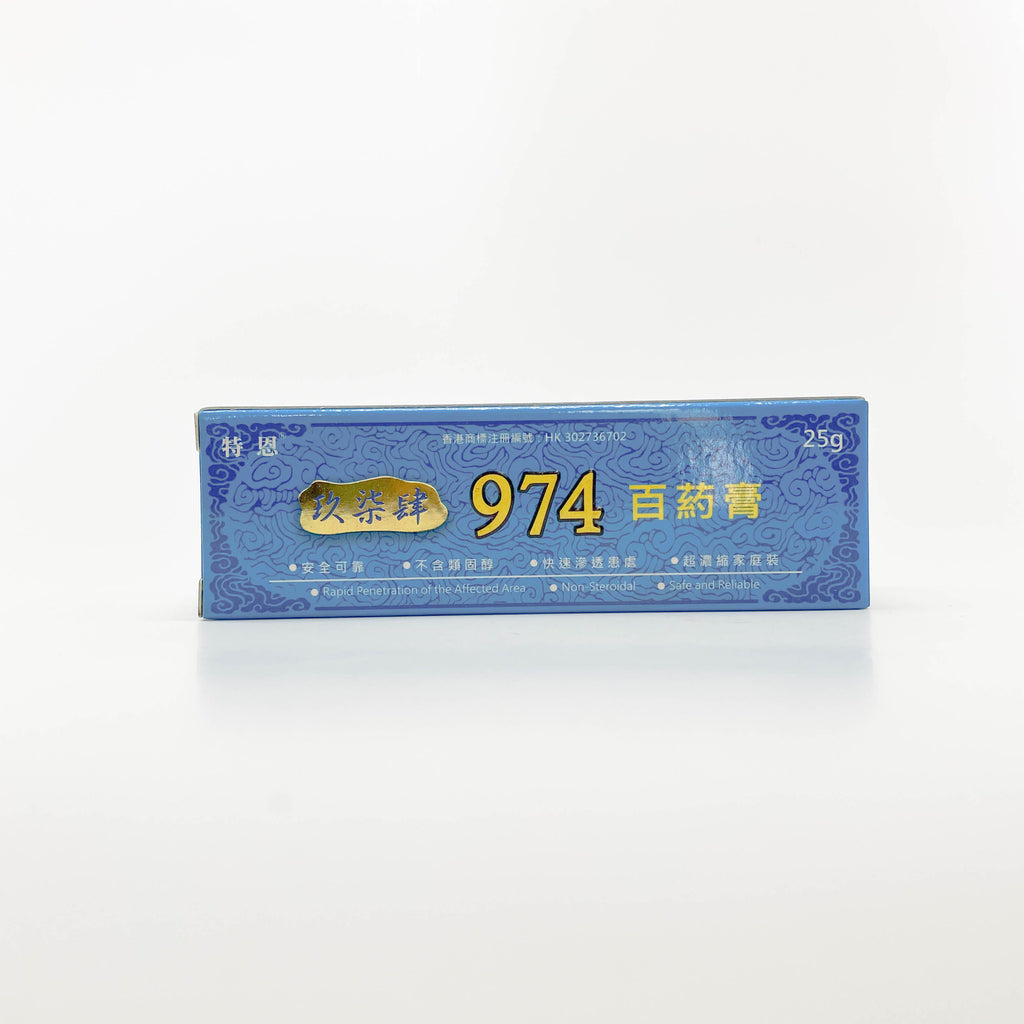 特恩
香港商標注册編號：HK 302736702
25g
玖柒肆 974 百葯膏
●安全可靠 ●不含類固醇 ●快速滲透患處 ●超濃縮家庭裝
●Rapid Penetration of the Affected Area ●Non-Steroidal ●Safe and Reliable